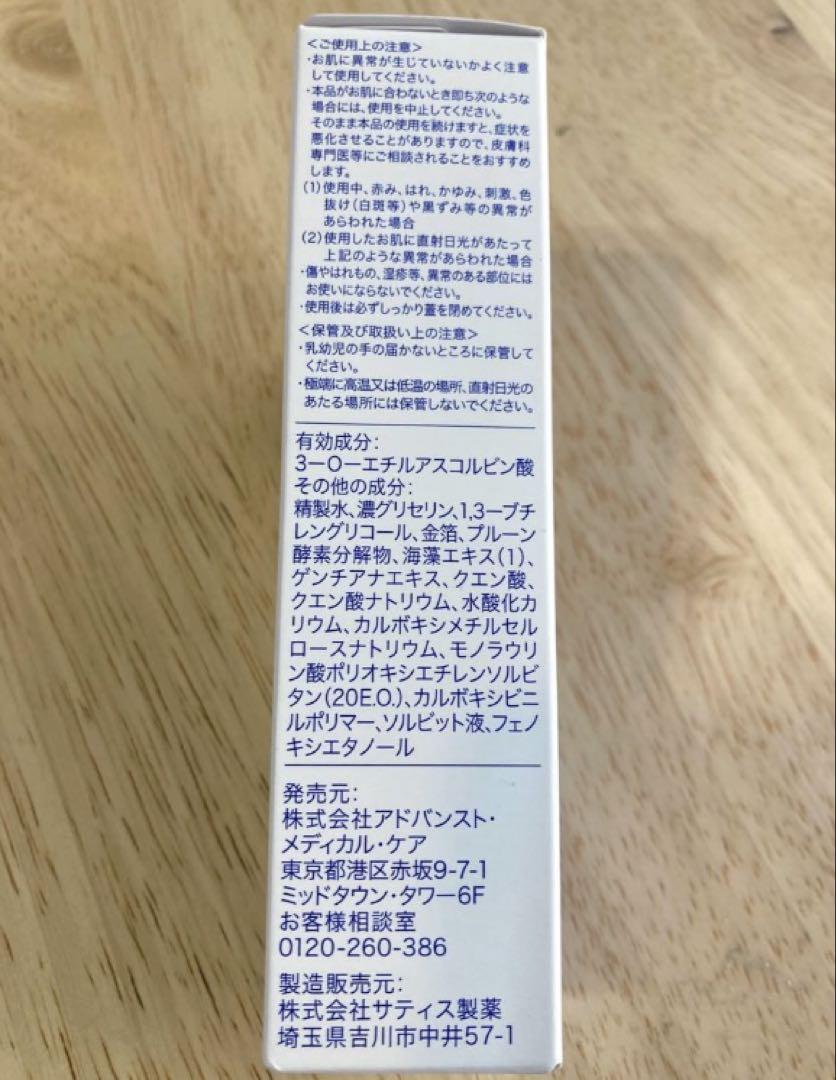 <ご使用上の注意>
・お肌に異常が生じていないかよく注意
して使用してください。
・本品がお肌に合わないとき即ち次のような
場合には、使用を中止してください。
そのまま本品の使用を続けますと、症状を
悪化させることがありますので、皮膚科
専門医等にご相談されることをおすすめ
します。
(1)使用中、赤み、はれ、かゆみ、刺激、色
抜け(白斑等)や黒ずみ等の異常が
あらわれた場合
(2)使用したお肌に直射日光があたって
上記のような異常があらわれた場合
・傷やはれもの、湿疹等、異常のある部位には
お使いにならないでください。
・使用後は必ずしっかり蓋を閉めてください。
<保管及び取扱い上の注意>
・乳幼児の手の届かないところに保管して
ください。
・極端に高温又は低温の場所、直射日光の
あたる場所には保管しないでください。
有効成分:
3ーOーエチルアスコルビン酸
その他の成分:
精製水、濃グリセリン、1,3ーブチ
レングリコール、金箔、プルーン
酵素分解物、海藻エキス(1)、
ゲンチアナエキス、クエン酸、
クエン酸ナトリウム、水酸化カ
リウム、カルボキシメチルセル
ロースナトリウム、モノラウリ
ン酸ポリオキシエチレンソルビ
タン(20E.O.)、カルボキシビニ
ルポリマー、ソルビット液、フェノ
キシエタノール
発売元:
株式会社アドバンスト・
メディカル・ケア
東京都港区赤坂9-7-1
ミッドタウン・タワー6F
お客様相談室
0120-260-386
製造販売元:
株式会社サティス製薬
埼玉県吉川市中井57-1